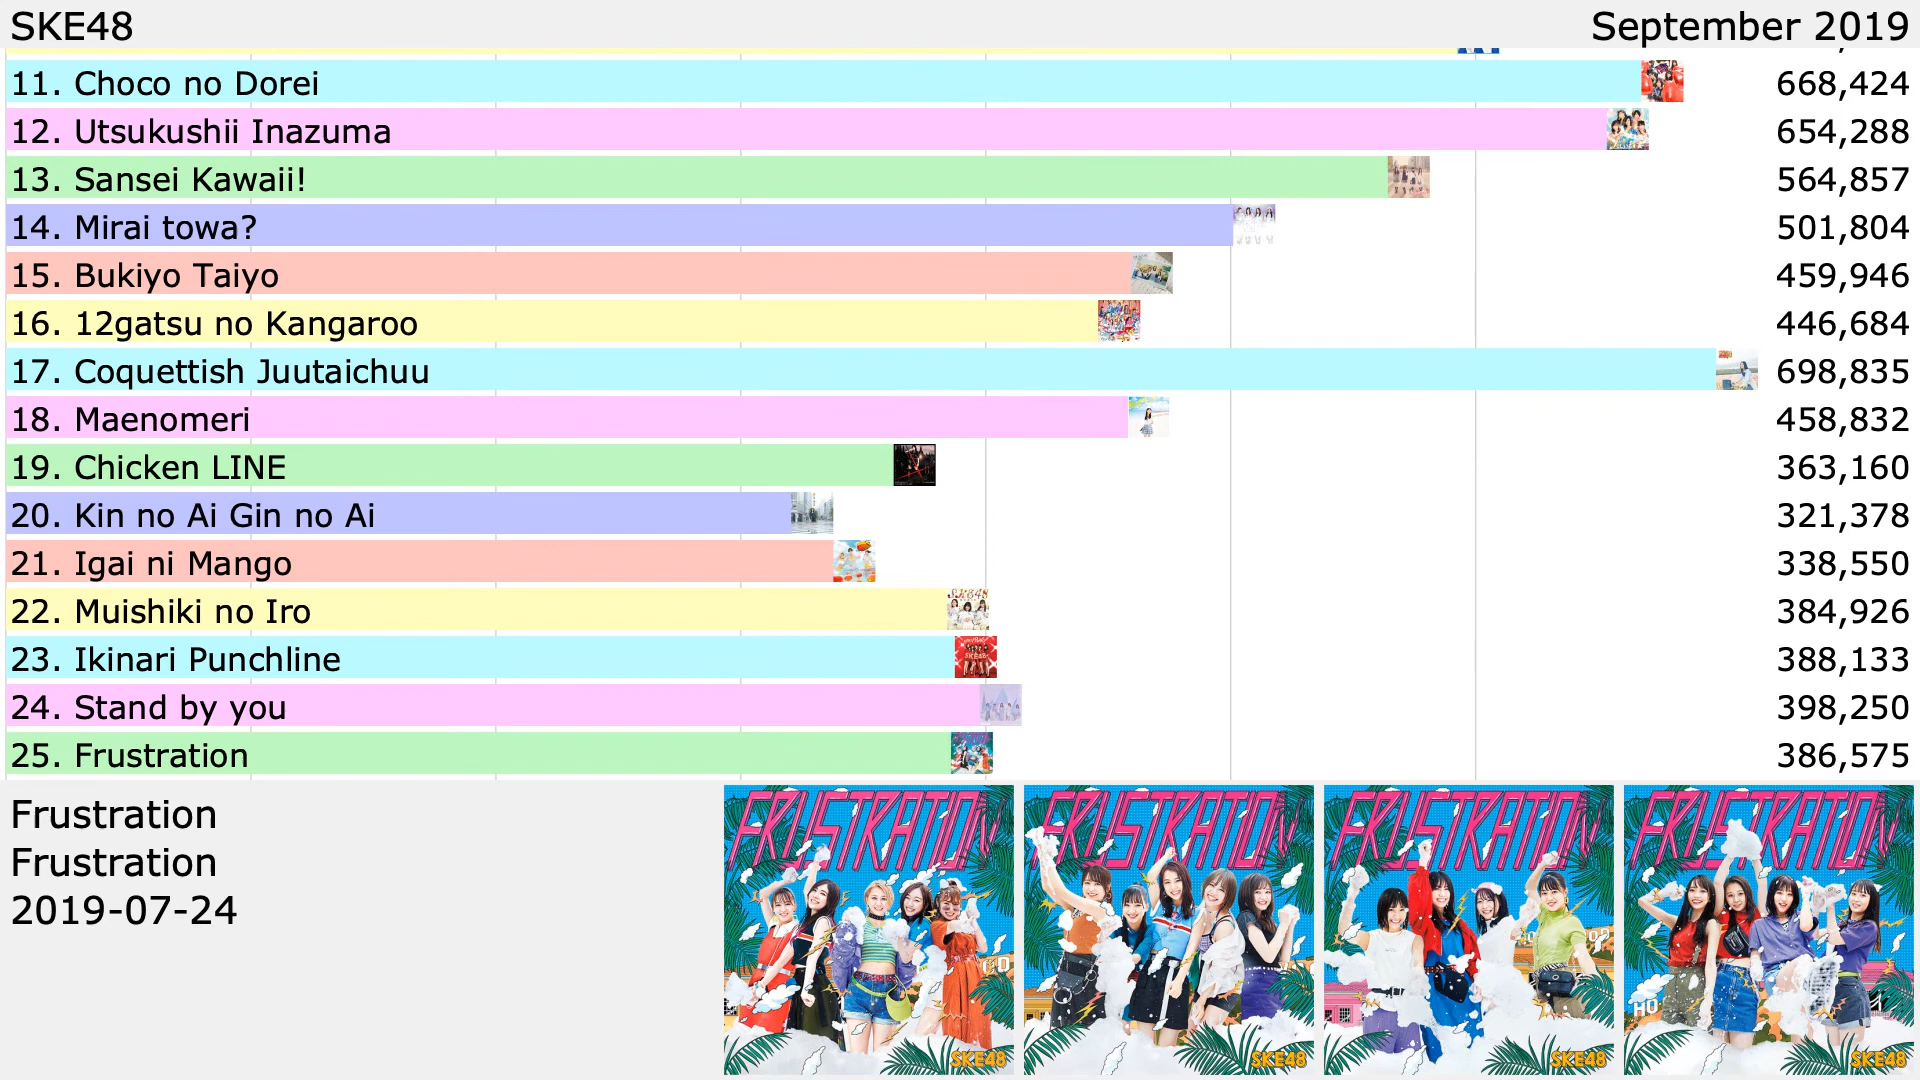 SKE48
September 2019
11. Choco no Dorei 668,424
12. Utsukushii Inazuma 654,288
13. Sansei Kawaii! 564,857
14. Mirai towa? 501,804
15. Bukiyo Taiyo 459,946
16. 12gatsu no Kangaroo 446,684
17. Coquettish Juutaichuu 698,835
18. Maenomeri 458,832
19. Chicken LINE 363,160
20. Kin no Ai Gin no Ai 321,378
21. Igai ni Mango 338,550
22. Muishiki no Iro 384,926
23. Ikinari Punchline 388,133
24. Stand by you 398,250
25. Frustration 386,575
Frustration
Frustration
2019-07-24
FRUSTRATION
SKE48
FRUSTRATION
SKE48
FRUSTRATION
SKE48
FRUSTRATION
HO
SKE48